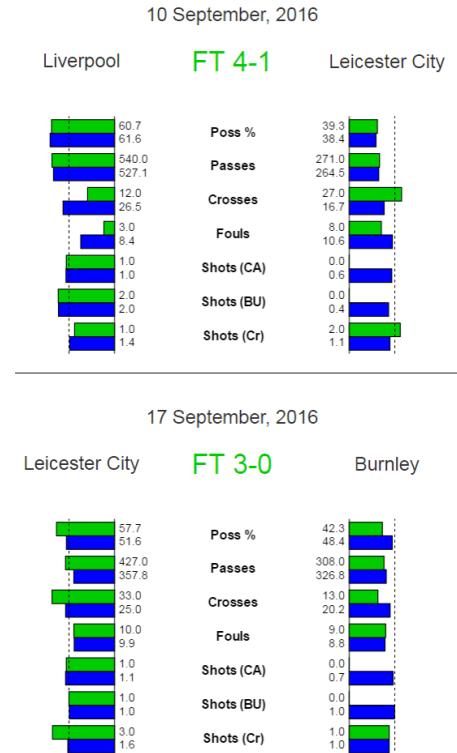 10 September, 2016
Liverpool FT 4-1 Leicester City
60.7 Poss % 39.3
61.6 38.4
540.0 Passes 271.0
527.1 264.5
12.0 Crosses 27.0
26.5 16.7
3.0 Fouls 8.0
8.4 10.6
1.0 Shots (CA) 0.0
1.0 0.6
2.0 Shots (BU) 0.0
2.0 0.4
1.0 Shots (Cr) 2.0
1.4 1.1
17 September, 2016
Leicester City FT 3-0 Burnley
57.7 Poss % 42.3
51.6 48.4
427.0 Passes 308.0
357.8 326.8
33.0 Crosses 13.0
25.0 20.2
10.0 Fouls 9.0
9.9 8.8
1.0 Shots (CA) 0.0
1.1 0.7
1.0 Shots (BU) 0.0
1.0 1.0
3.0 Shots (Cr) 1.0
1.6 1.0